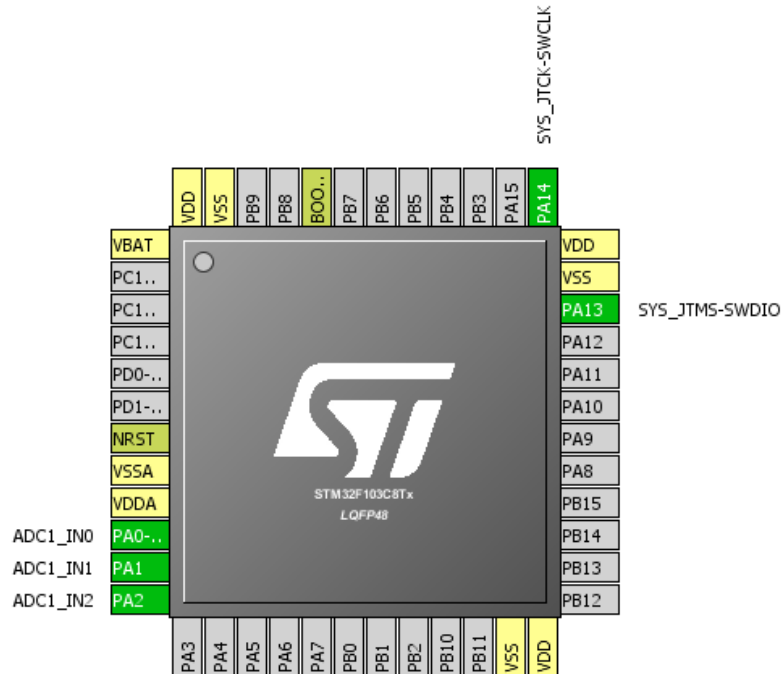 SYS_JTCK-SWCLK
VDD VSS PB9 PB8 BOO.. PB7 PB6 PB5 PB4 PB3 PA15 PA14
VBAT VDD
PC1.. VSS
PC1.. PA13 SYS_JTMS-SWDIO
PC1.. PA12
PD0-.. PA11
PD1-.. PA10
NRST PA9
VSSA PA8
VDDA PB15
ADC1_IN0 PA0-.. PB14
ADC1_IN1 PA1 PB13
ADC1_IN2 PA2 PB12
ST
STM32F103C8Tx
LQFP48
PA3 PA4 PA5 PA6 PA7 PB0 PB1 PB2 PB10 PB11 VSS VDD